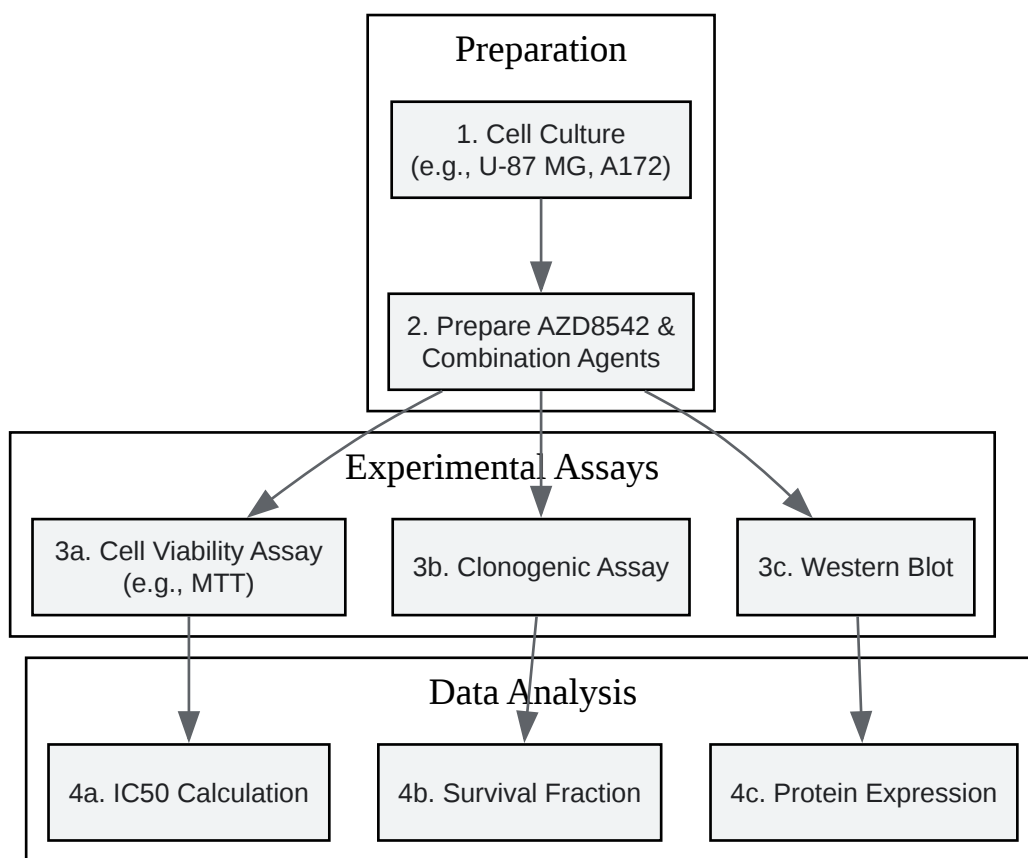 Preparation
1. Cell Culture
(e.g., U-87 MG, A172)
2. Prepare AZD8542 &
Combination Agents
Experimental Assays
3a. Cell Viability Assay
(e.g., MTT)
3b. Clonogenic Assay
3c. Western Blot
Data Analysis
4a. IC50 Calculation
4b. Survival Fraction
4c. Protein Expression